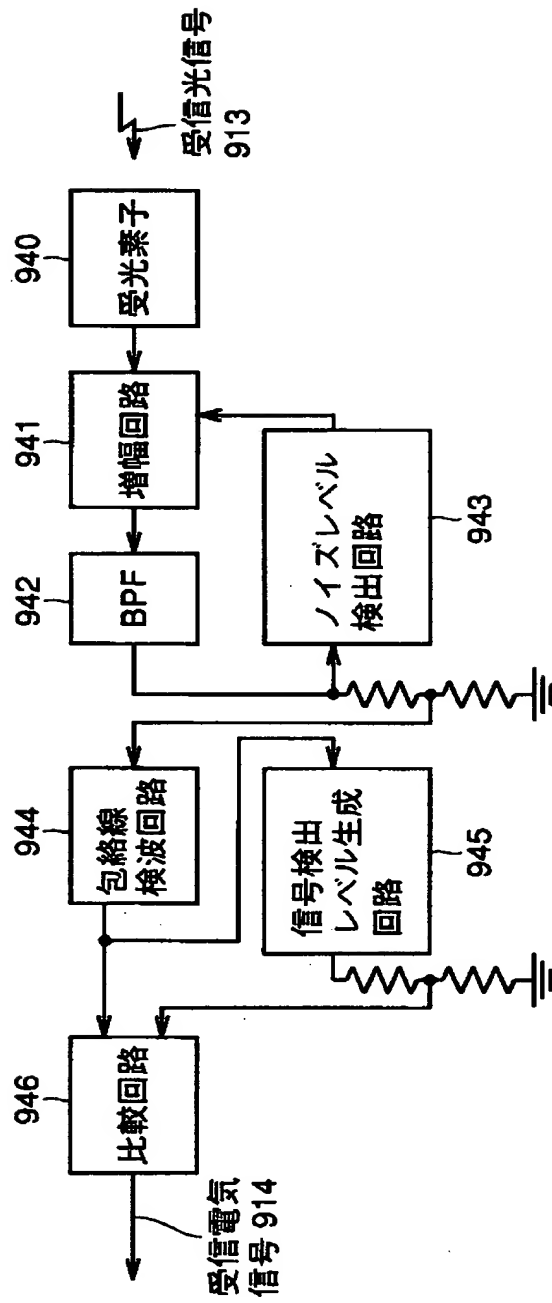 受信光信号
913
940
受光素子
941
増幅回路
942
BPF
ノイズレベル
検出回路
943
944
包絡線
検波回路
信号検出
レベル生成
回路
945
946
比較回路
受信電気
信号 914